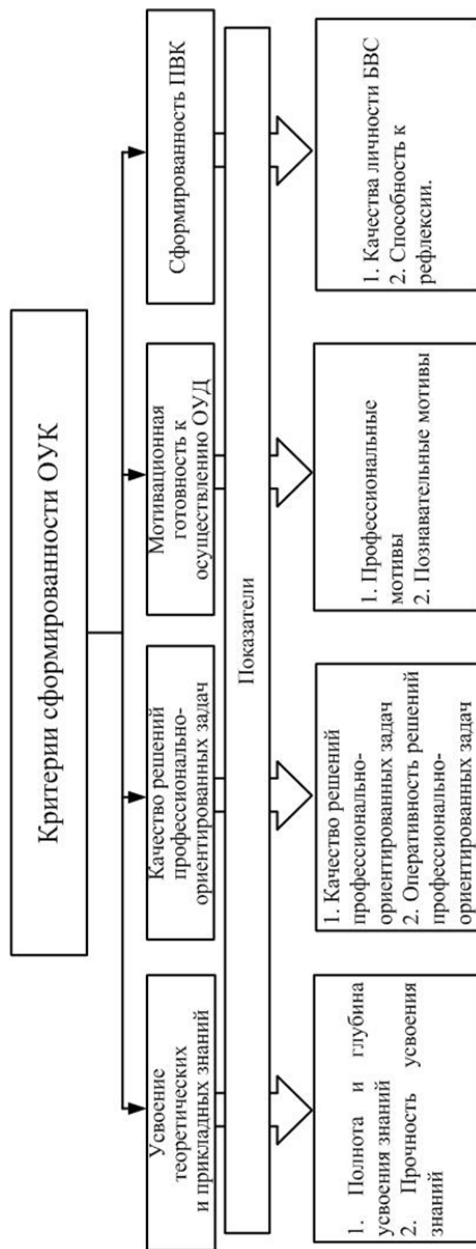 Критерии сформированности ОУК
Усвоение
теоретических
и прикладных знаний
Качество решений
профессионально-
ориентированных задач
Мотивационная
готовность к
осуществлению ОУД
Сформированность ПВК
Показатели
1. Полнота и глубина
усвоения знаний
2. Прочность усвоения
знаний
1. Качество решений
профессионально-
ориентированных задач
2. Оперативность решений
профессионально-
ориентированных задач
1. Профессиональные
мотивы
2. Познавательные мотивы
1. Качества личности БВС
2. Способность к
рефлексии.